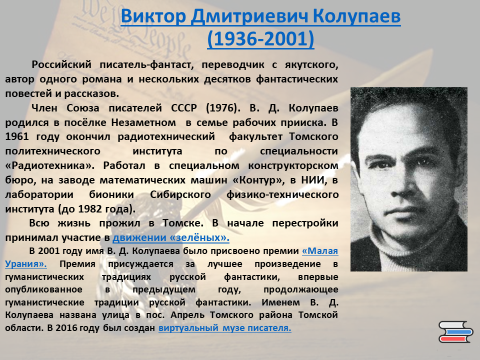 Виктор Дмитриевич Колупаев
(1936-2001)
Российский писатель-фантаст, переводчик с якутского,
автор одного романа и нескольких десятков фантастических
повестей и рассказов.
Член Союза писателей СССР (1976). В. Д. Колупаев
родился в посёлке Незаметном в семье рабочих прииска. В
1961 году окончил радиотехнический факультет Томского
политехнического института по специальности
«Радиотехника». Работал в специальном конструкторском
бюро, на заводе математических машин «Контур», в НИИ, в
лаборатории бионики Сибирского физико-технического
института (до 1982 года).
Всю жизнь прожил в Томске. В начале перестройки
принимал участие в движении «зелёных».
В 2001 году имя В. Д. Колупаева было присвоено премии «Малая
Урания». Премия присуждается за лучшее произведение в
гуманистических традициях русской фантастики, впервые
опубликованное в предыдущем году, продолжающее
гуманистические традиции русской фантастики. Именем В. Д.
Колупаева названа улица в пос. Апрель Томского района Томской
области. В 2016 году был создан виртуальный музе писателя.